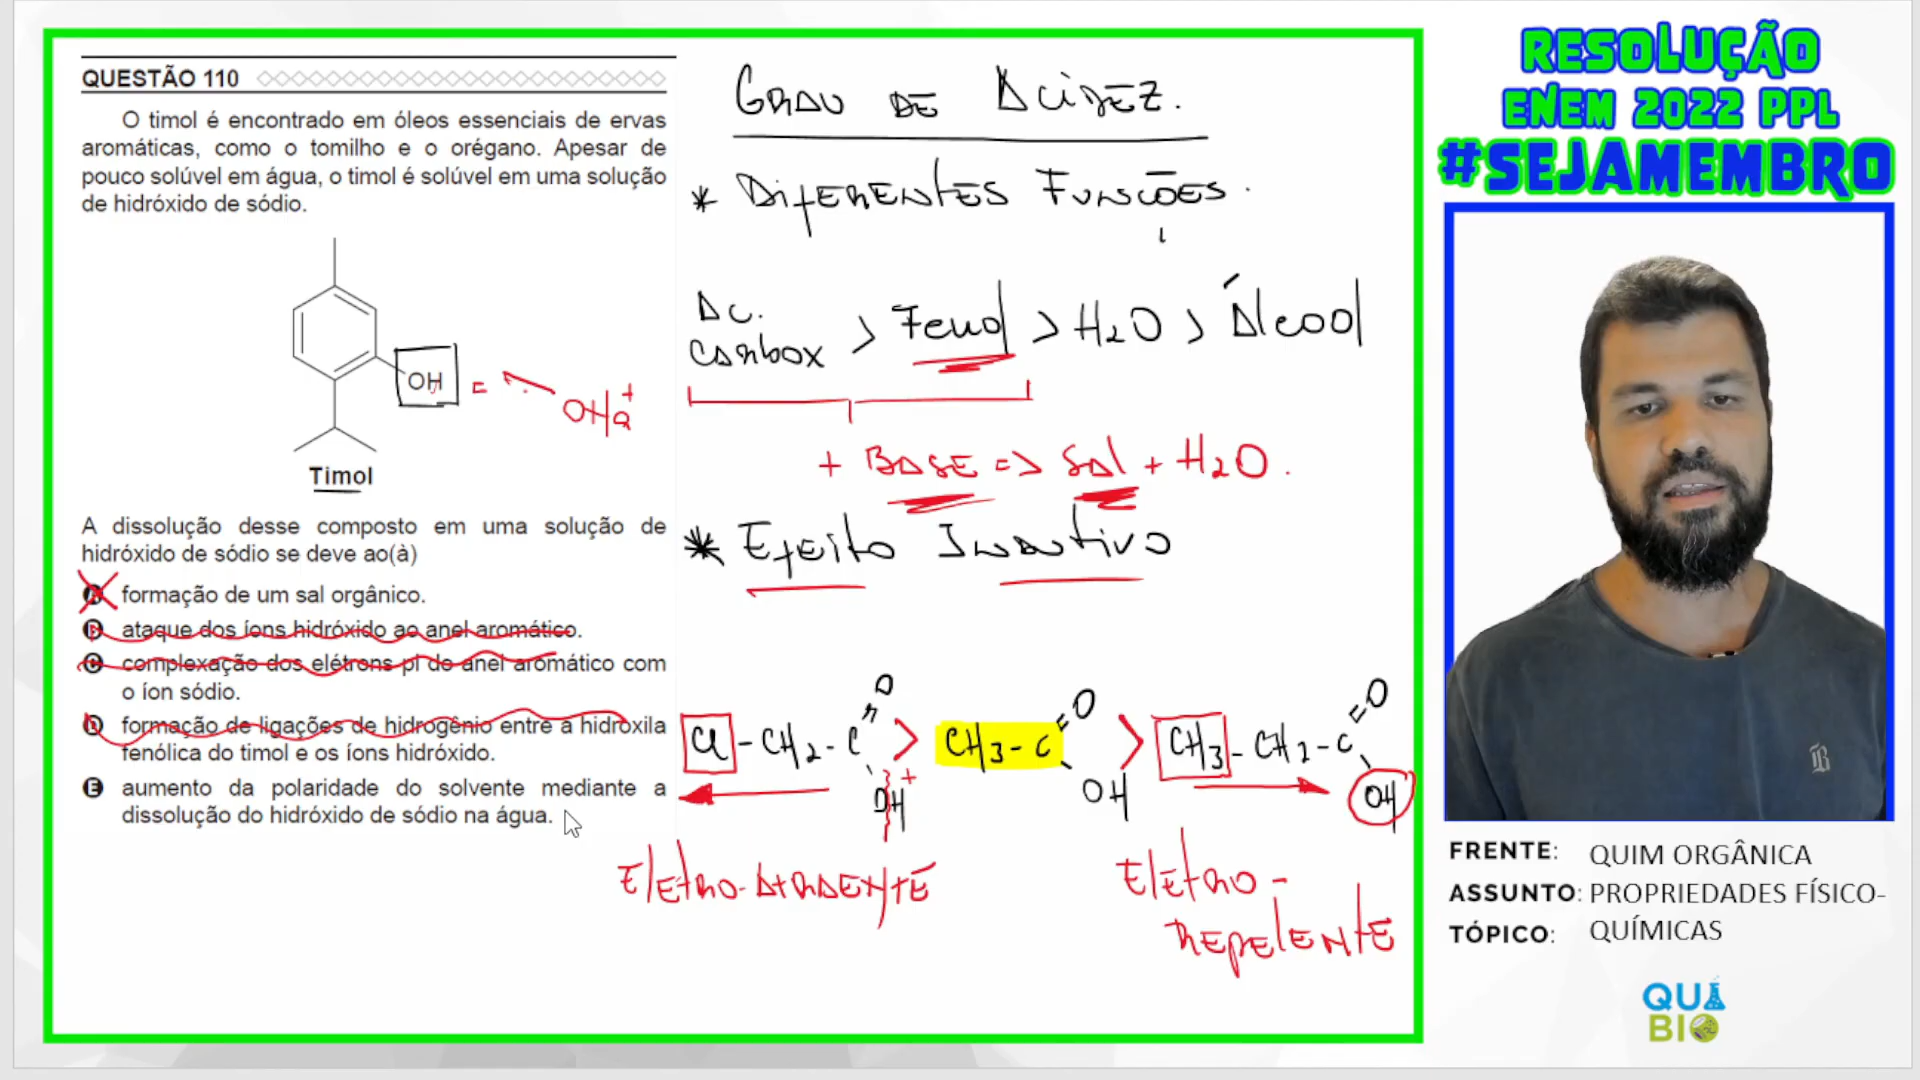 QUESTÃO 110
O timol é encontrado em óleos essenciais de ervas
aromáticas, como o tomilho e o orégano. Apesar de
pouco solúvel em água, o timol é solúvel em uma solução
de hidróxido de sódio.
OH
=
Timol
A dissolução desse composto em uma solução de
hidróxido de sódio se deve ao(à)
A formação de um sal orgânico.
B ataque dos íons hidróxido ao anel aromático.
C complexação dos elétrons pi do anel aromático com
o íon sódio.
D formação de ligações de hidrogênio entre a hidroxila
fenólica do timol e os íons hidróxido.
E aumento da polaridade do solvente mediante a
dissolução do hidróxido de sódio na água.
GRAU DE ACIDEZ.
* DIFERENTES FUNÇÕES.
AC.
CARBOX > Fenol > H2O > Álcool
+ BASE => SAL + H2O.
* Efeito Indutivo
Cl - CH2 - C = O OH > CH3 - C = O OH > CH3 - CH2 - C = O OH
+
ELETRO-ATRAENTE
ELETRO-
REPELENTE
RESOLUÇÃO
ENEM 2022 PPL
#SEJAMEMBRO
FRENTE: QUIM ORGÂNICA
ASSUNTO: PROPRIEDADES FÍSICO-
TÓPICO: QUÍMICAS
QUI
BIO